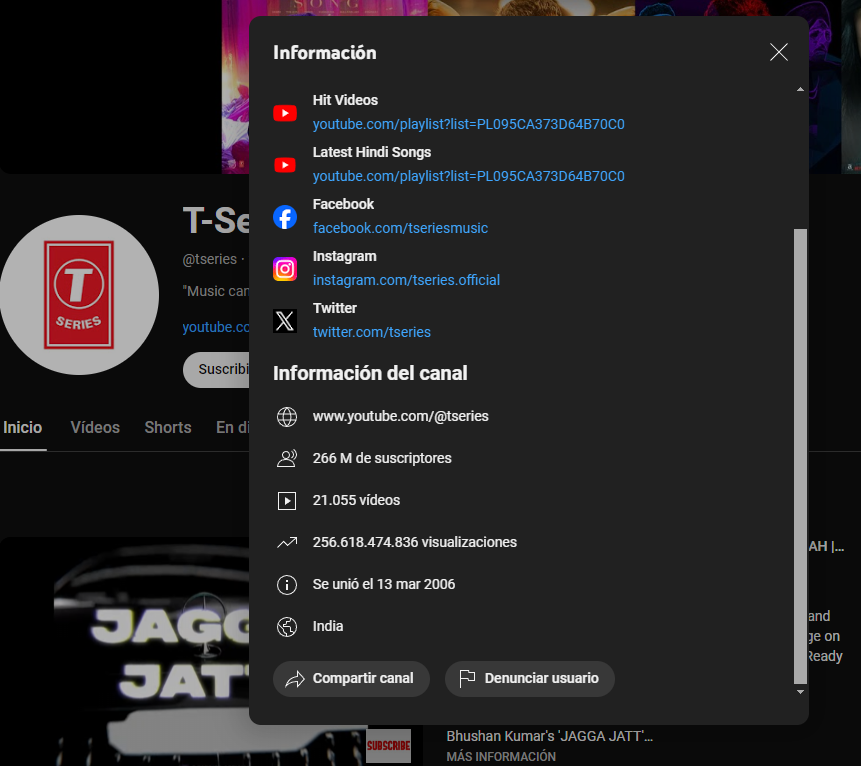 SONG
Información
Hit Videos
youtube.com/playlist?list=PL095CA373D64B70C0
Latest Hindi Songs
youtube.com/playlist?list=PL095CA373D64B70C0
Facebook
facebook.com/tseriesmusic
Instagram
instagram.com/tseries.official
Twitter
twitter.com/tseries
Información del canal
www.youtube.com/@tseries
266 M de suscriptores
21.055 vídeos
256.618.474.836 visualizaciones
Se unió el 13 mar 2006
India
Compartir canal
Denunciar usuario
T
SERIES
T-Se
@tseries ·
"Music can
youtube.co
Suscribi
Inicio
Vídeos
Shorts
En di
JAGG
JATT
SUBSCRIBE
AH |...
and
ge on
Ready
Bhushan Kumar's 'JAGGA JATT'...
MÁS INFORMACIÓN